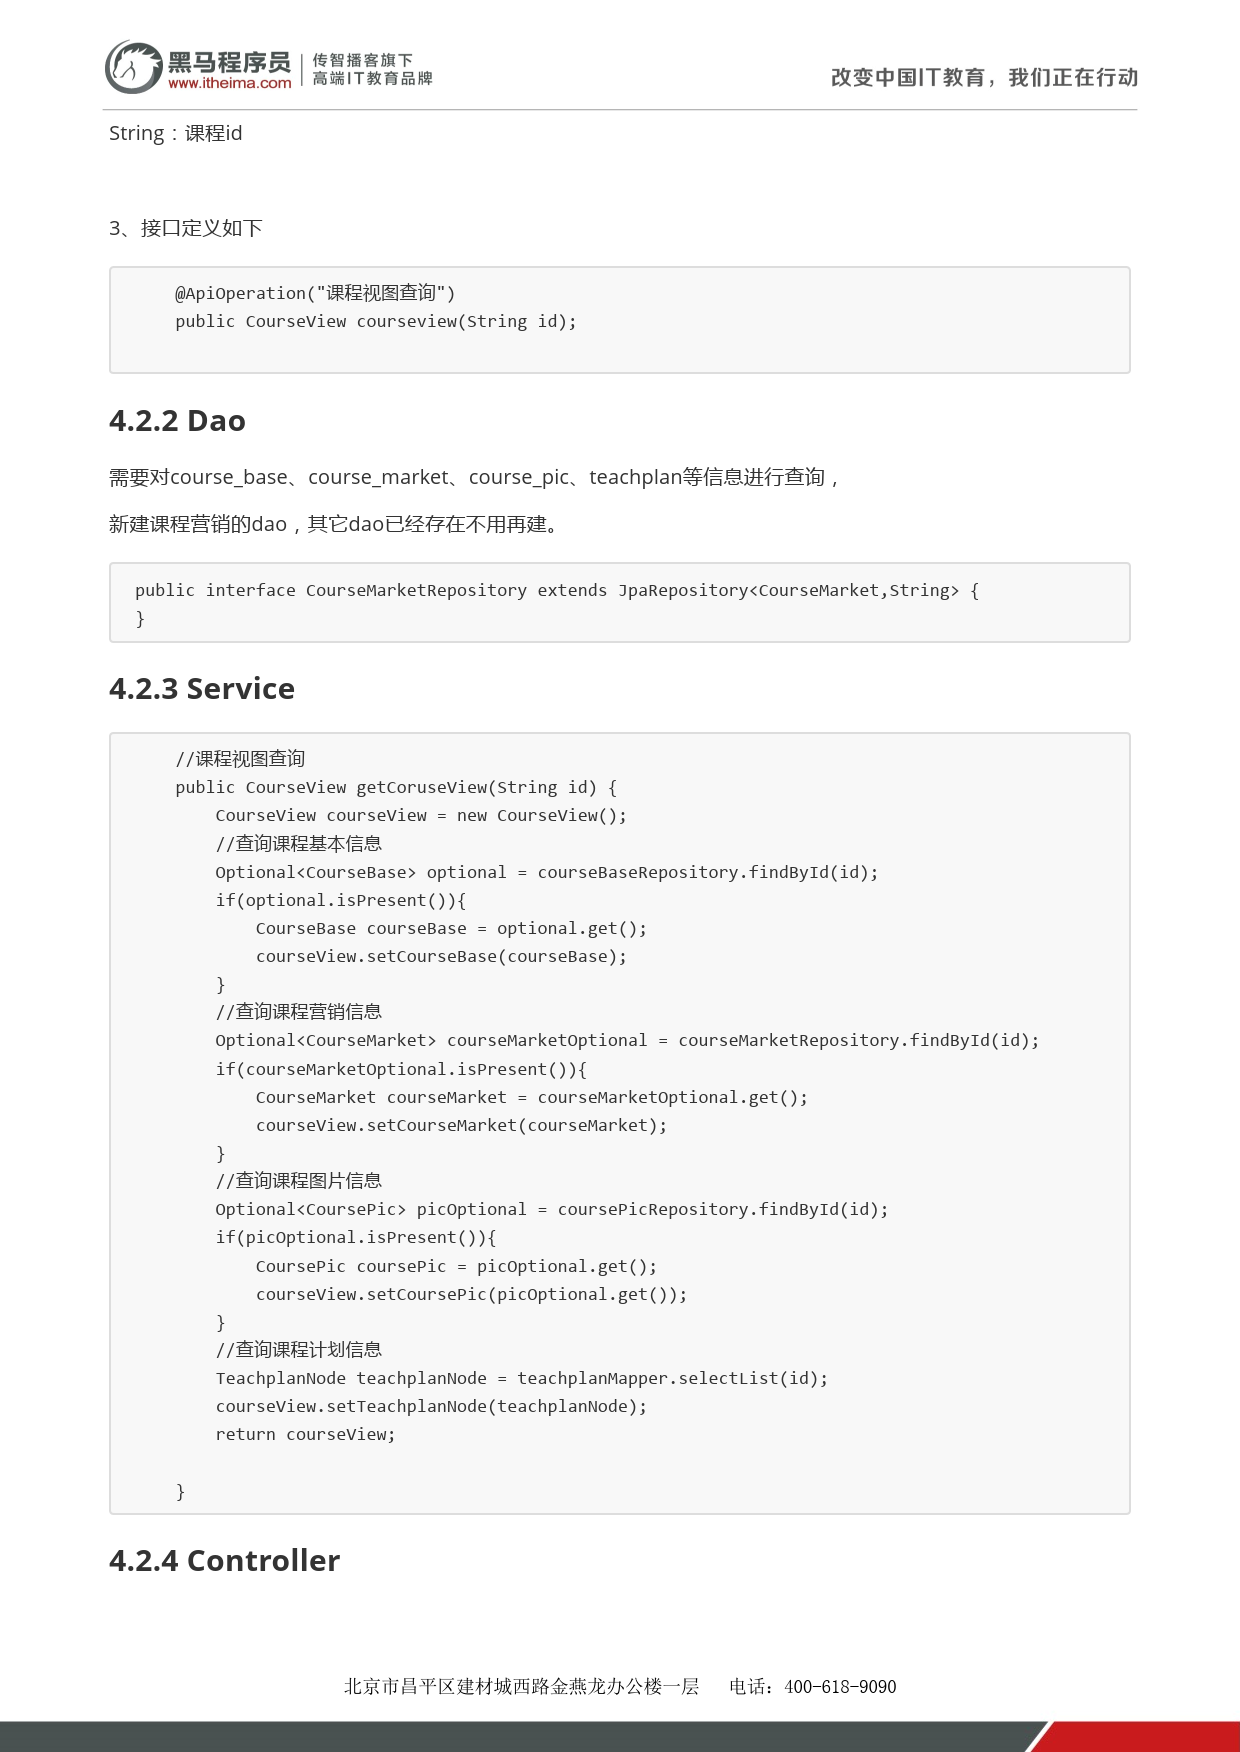 黑马程序员
www.itheima.com
传智播客旗下
高端IT教育品牌
改变中国IT教育，我们正在行动
String：课程id
3、接口定义如下
@ApiOperation("课程视图查询")
public CourseView courseview(String id);
4.2.2 Dao
需要对course_base、course_market、course_pic、teachplan等信息进行查询，
新建课程营销的dao，其它dao已经存在不用再建。
public interface CourseMarketRepository extends JpaRepository<CourseMarket,String> {
}
4.2.3 Service
//课程视图查询
public CourseView getCoruseView(String id) {
CourseView courseView = new CourseView();
//查询课程基本信息
Optional<CourseBase> optional = courseBaseRepository.findById(id);
if(optional.isPresent()){
CourseBase courseBase = optional.get();
courseView.setCourseBase(courseBase);
}
//查询课程营销信息
Optional<CourseMarket> courseMarketOptional = courseMarketRepository.findById(id);
if(courseMarketOptional.isPresent()){
CourseMarket courseMarket = courseMarketOptional.get();
courseView.setCourseMarket(courseMarket);
}
//查询课程图片信息
Optional<CoursePic> picOptional = coursePicRepository.findById(id);
if(picOptional.isPresent()){
CoursePic coursePic = picOptional.get();
courseView.setCoursePic(picOptional.get());
}
//查询课程计划信息
TeachplanNode teachplanNode = teachplanMapper.selectList(id);
courseView.setTeachplanNode(teachplanNode);
return courseView;
}
4.2.4 Controller
北京市昌平区建材城西路金燕龙办公楼一层 电话：400-618-9090